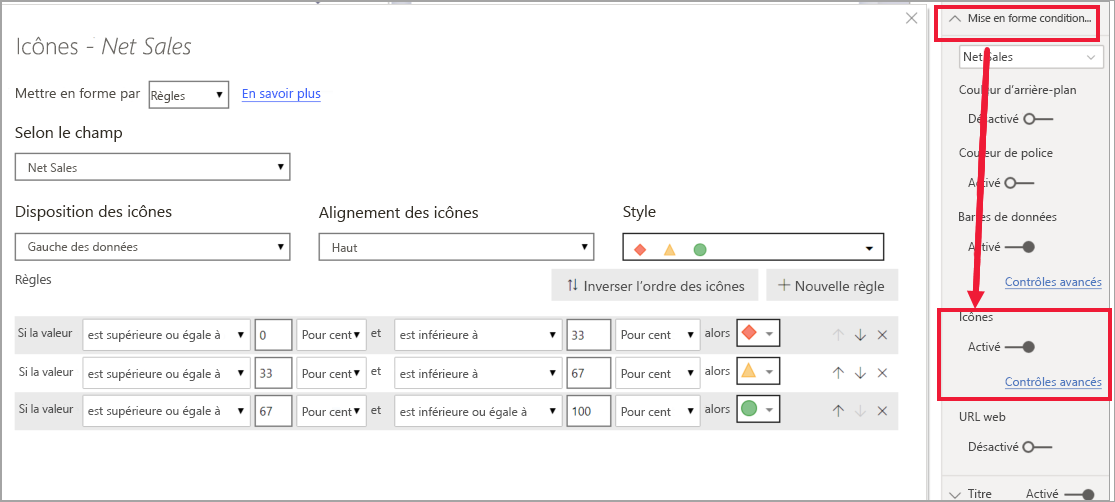 Icônes - Net Sales
Mettre en forme par Règles En savoir plus
Selon le champ
Net Sales
Disposition des icônes Alignement des icônes Style
Gauche des données Haut
Règles Inverser l'ordre des icônes Nouvelle règle
Si la valeur est supérieure ou égale à 0 Pour cent et est inférieure à 33 Pour cent alors
Si la valeur est supérieure ou égale à 33 Pour cent et est inférieure à 67 Pour cent alors
Si la valeur est supérieure ou égale à 67 Pour cent et est inférieure ou égale à 100 Pour cent alors
Mise en forme condition...
Net Sales
Couleur d'arrière-plan
Désactivé
Couleur de police
Activé
Barres de données
Activé
Contrôles avancés
Icônes
Activé
Contrôles avancés
URL web
Désactivé
Titre Activé